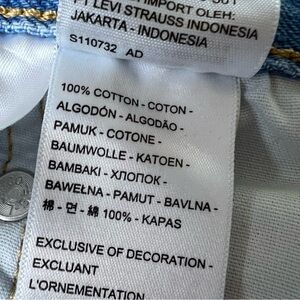 IMPORT OLEH:
PT LEVI STRAUSS INDONESIA
JAKARTA - INDONESIA
S110732 AD
100% COTTON - COTON -
ALGODÓN - ALGODÃO -
PAMUK - COTONE -
BAUMWOLLE - KATOEN -
BAMBAKI - ХЛОПОК -
BAWEŁNA - PAMUT - BAVLNA -
棉 - 면 - 綿 100% - KAPAS
EXCLUSIVE OF DECORATION -
EXCLUANT
L'ORNEMENTATION